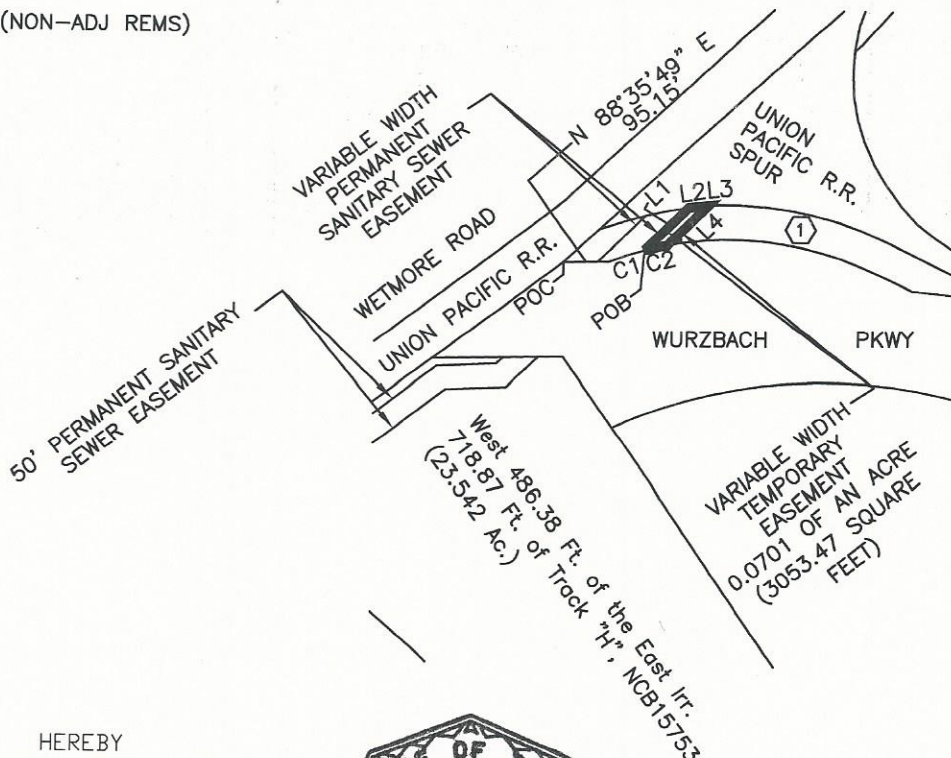 (NON-ADJ REMS)
N 88°35'49" E
95.15'
VARIABLE WIDTH
PERMANENT
SANITARY SEWER
EASEMENT
UNION
PACIFIC R.R.
SPUR
L1
L2L3
L4
1
WETMORE ROAD
UNION PACIFIC R.R.
POC
C1
C2
POB
WURZBACH
PKWY
50' PERMANENT SANITARY
SEWER EASEMENT
West 486.38 Ft. of the East Irr.
718.87 Ft. of Track "H", NCB15753
(23.542 Ac.)
VARIABLE WIDTH
TEMPORARY
EASEMENT
0.0701 OF AN ACRE
(3053.47 SQUARE
FEET)
HEREBY
OF